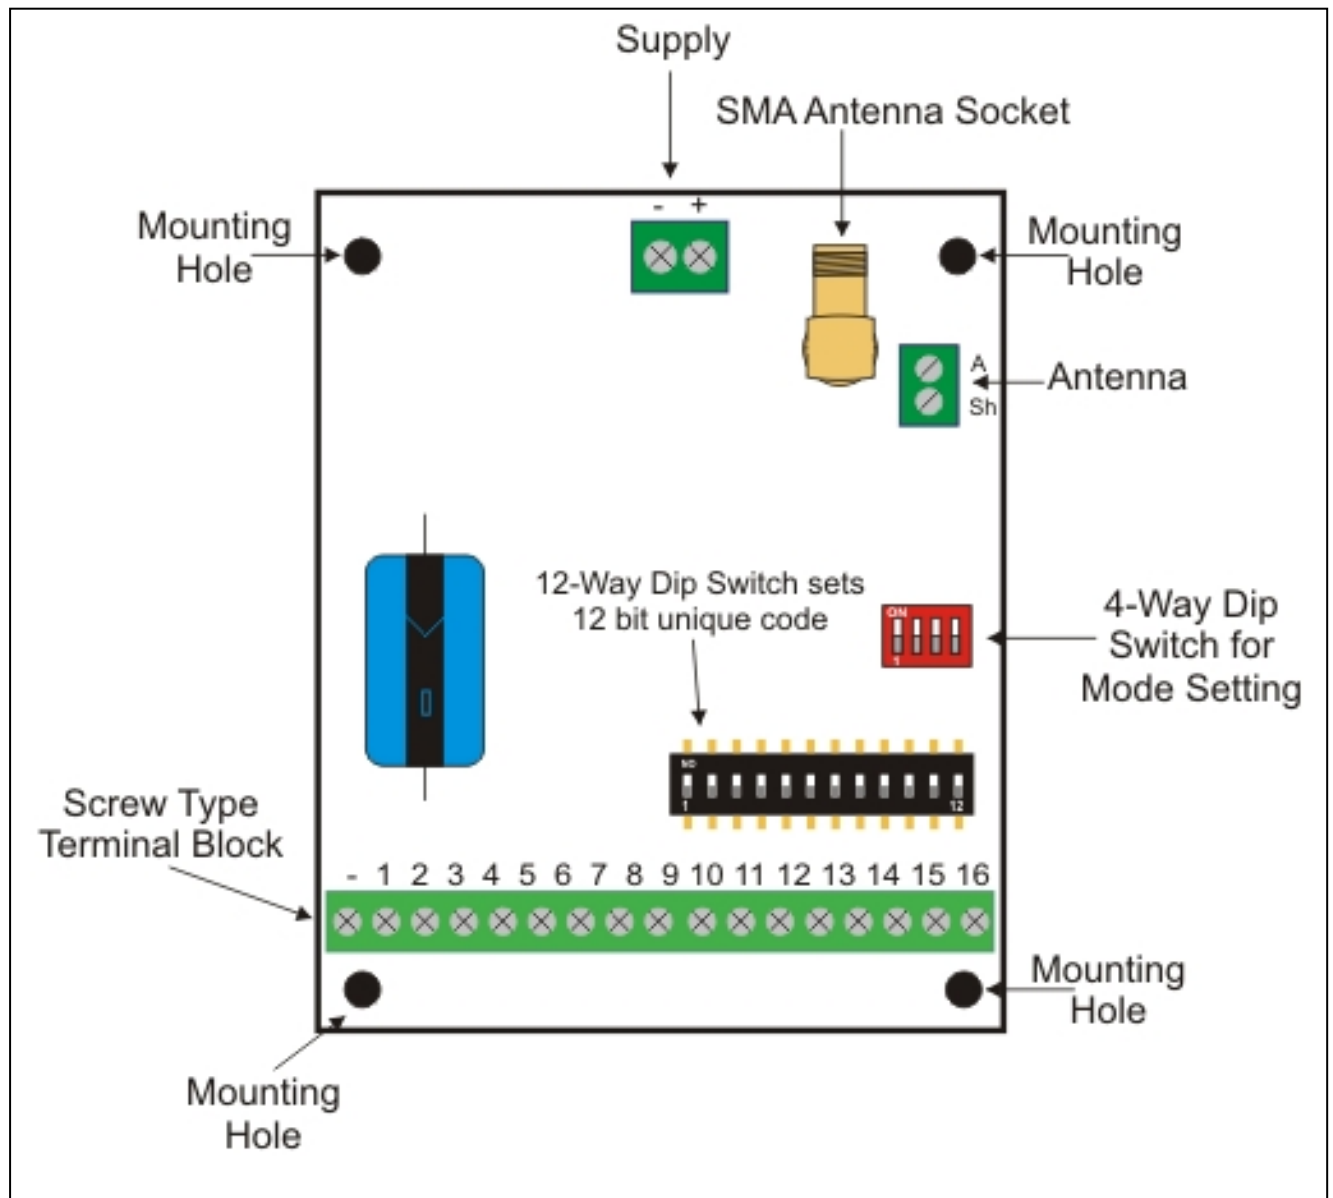 Supply
SMA Antenna Socket
- +
Mounting
Hole
Mounting
Hole
A
Sh
Antenna
12-Way Dip Switch sets
12 bit unique code
ON
1
4-Way Dip
Switch for
Mode Setting
NO
1 12
Screw Type
Terminal Block
- 1 2 3 4 5 6 7 8 9 10 11 12 13 14 15 16
Mounting
Hole
Mounting
Hole